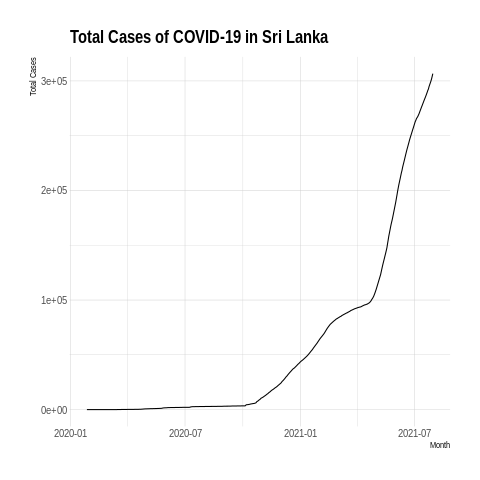 Total Cases of COVID-19 in Sri Lanka
Total Cases
3e+05
2e+05
1e+05
0e+00
2020-01 2020-07 2021-01 2021-07
Month